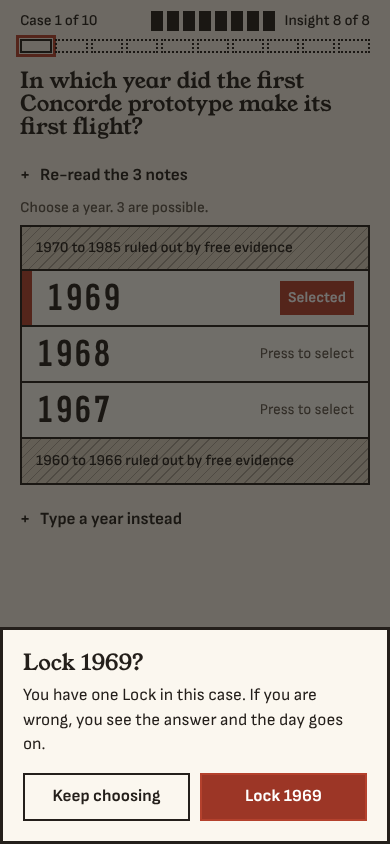 Case 1 of 10
Insight 8 of 8
In which year did the first
Concorde prototype make its
first flight?
+ Re-read the 3 notes
Choose a year. 3 are possible.
1970 to 1985 ruled out by free evidence
1969 Selected
1968 Press to select
1967 Press to select
1960 to 1966 ruled out by free evidence
+ Type a year instead
Lock 1969?
You have one Lock in this case. If you are
wrong, you see the answer and the day goes
on.
Keep choosing
Lock 1969